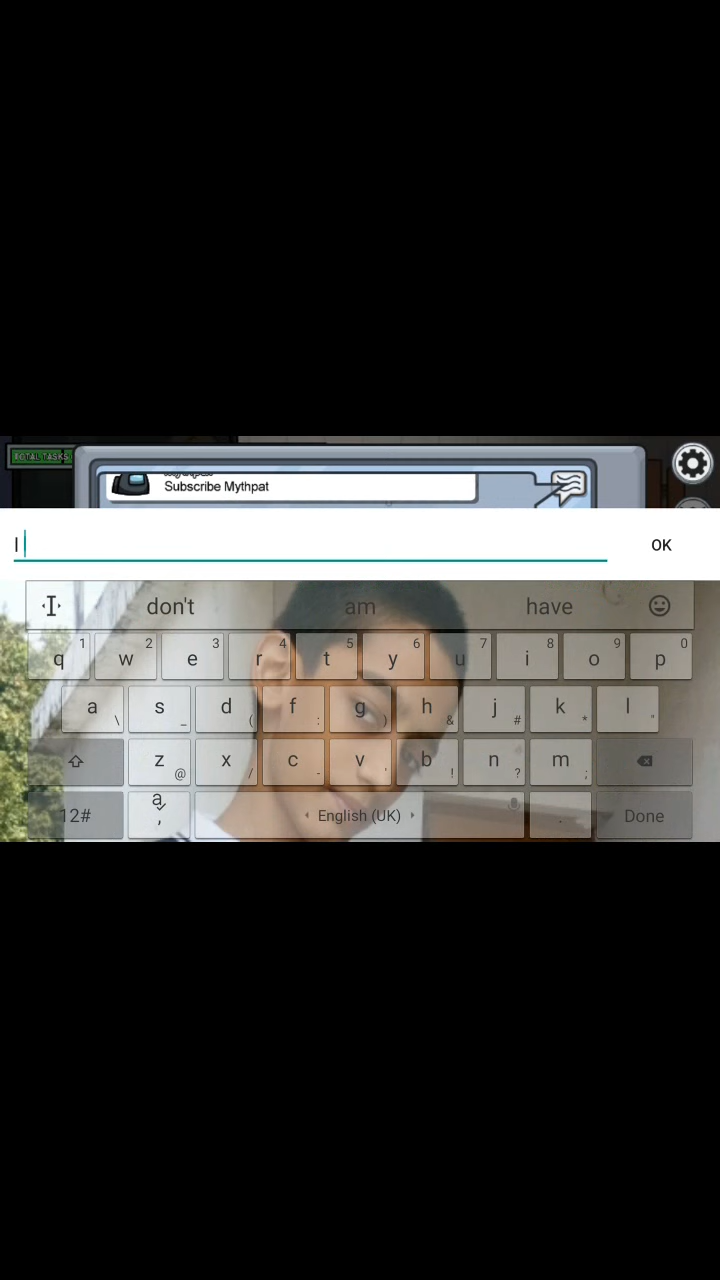 TOTAL TASKS
Subscribe Mythpat
I
OK
don't am have
1 2 3 4 5 6 7 8 9 0
q w e r t y u i o p
a s d f g h j k l
\ _ ( : ) & # * "
z x c v b n m
@ / - ' ! ? ;
12# a , English (UK) . Done